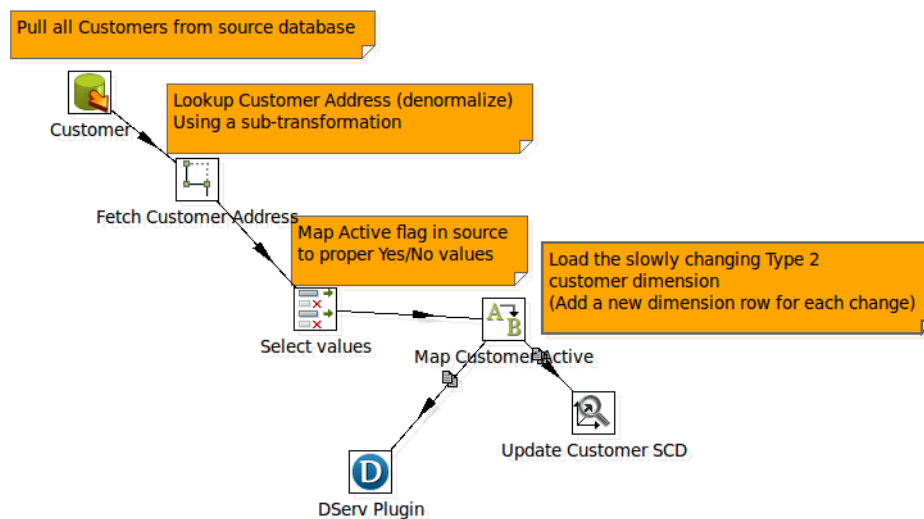 Pull all Customers from source database
Customer
Lookup Customer Address (denormalize)
Using a sub-transformation
Fetch Customer Address
Map Active flag in source
to proper Yes/No values
Select values
Load the slowly changing Type 2
customer dimension
(Add a new dimension row for each change)
A
B
Map Customer Active
Update Customer SCD
D
DServ Plugin